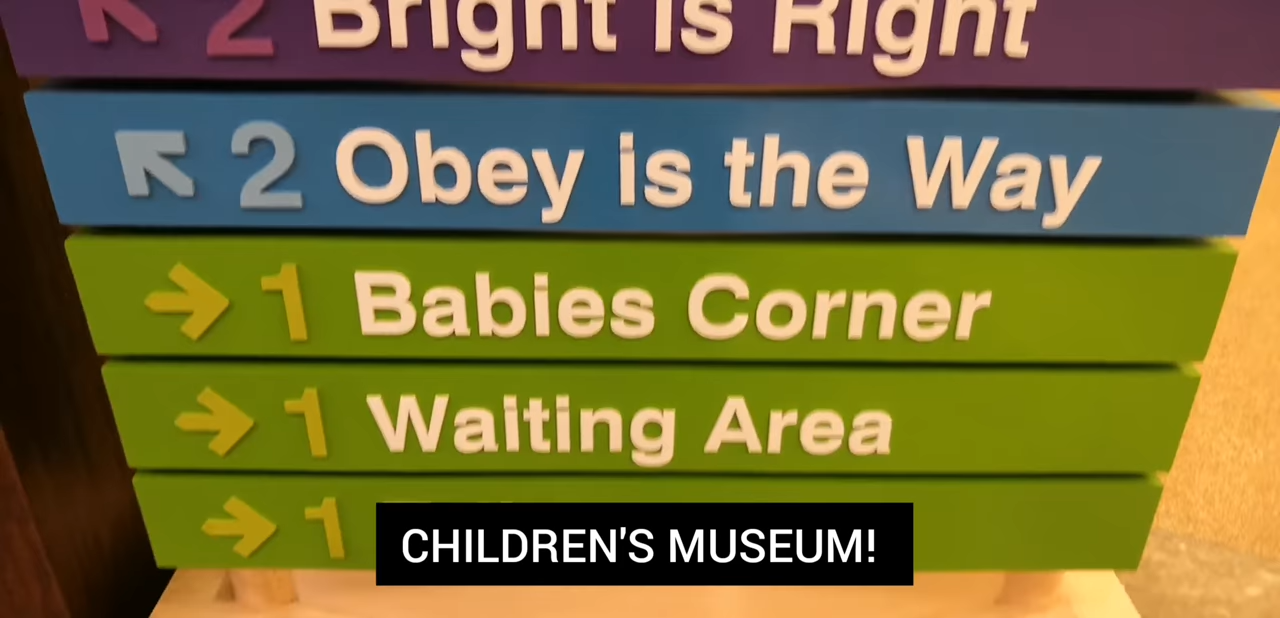 2 Bright is Right
2 Obey is the Way
1 Babies Corner
1 Waiting Area
1
CHILDREN'S MUSEUM!